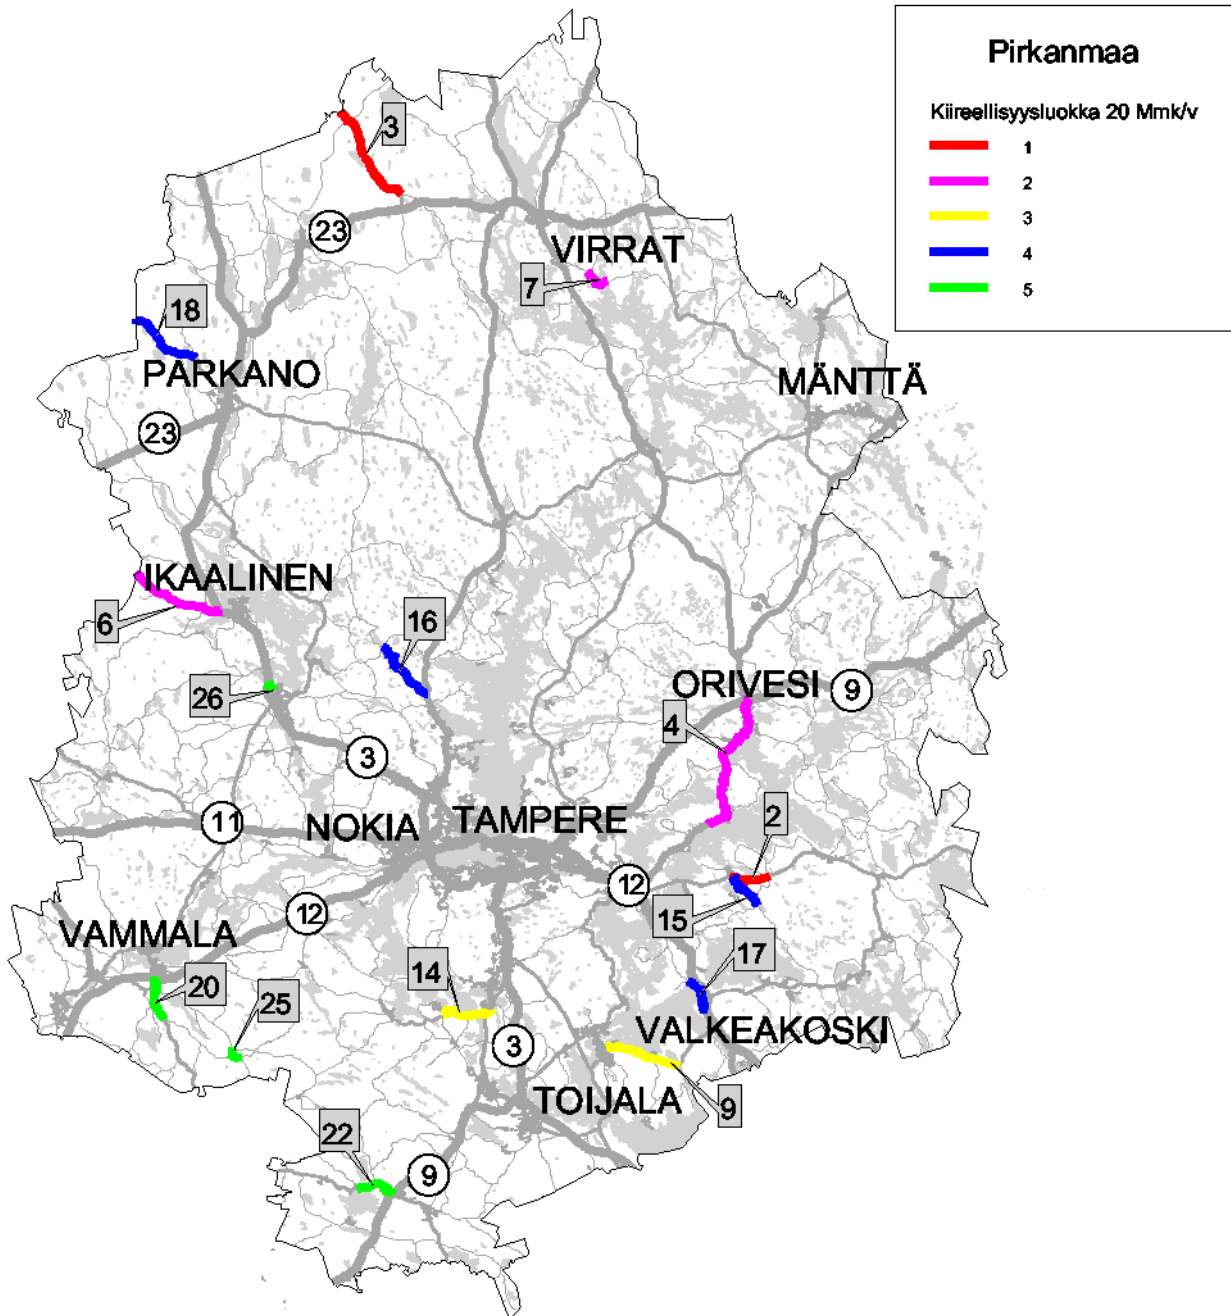 Pirkanmaa
Kiireellisyysluokka 20 Mmk/v
1
2
3
4
5
3
23
VIRRAT
7
18
PARKANO
MÄNTTÄ
23
IKAALINEN
6
16
26
ORIVESI
9
4
3
11
NOKIA
TAMPERE
2
12
15
12
VAMMALA
17
14
20
25
VALKEAKOSKI
3
TOIJALA
9
22
9